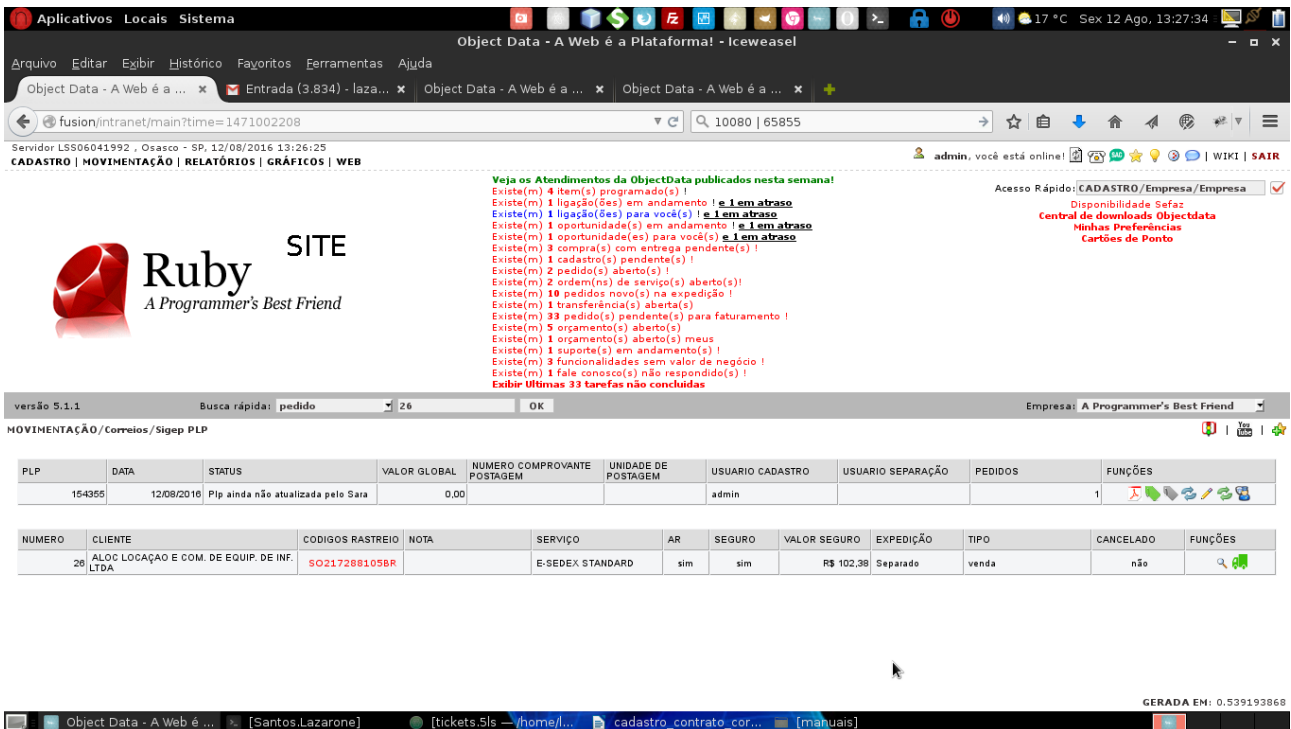 Aplicativos Locais Sistema
17 °C Sex 12 Ago, 13:27:34
Object Data - A Web é a Plataforma! - Iceweasel
Arquivo Editar Exibir Histórico Favoritos Ferramentas Ajuda
Object Data - A Web é a ... Entrada (3.834) - laza... Object Data - A Web é a ... Object Data - A Web é a ...
fusion/intranet/main?time=1471002208 10080 | 65855
Servidor LSS06041992 , Osasco - SP, 12/08/2016 13:26:25
CADASTRO | MOVIMENTAÇÃO | RELATÓRIOS | GRÁFICOS | WEB
admin, você está online! | WIKI | SAIR
SITE
Ruby
A Programmer's Best Friend
Veja os Atendimentos da ObjectData publicados nesta semana!
Existe(m) 4 item(s) programado(s) !
Existe(m) 1 ligação(ões) em andamento ! e 1 em atraso
Existe(m) 1 ligação(ões) para você(s) ! e 1 em atraso
Existe(m) 1 oportunidade(s) em andamento ! e 1 em atraso
Existe(m) 1 oportunidade(es) para você(s) e 1 em atraso
Existe(m) 3 compra(s) com entrega pendente(s) !
Existe(m) 1 cadastro(s) pendente(s) !
Existe(m) 2 pedido(s) aberto(s) !
Existe(m) 2 ordem(ns) de serviço(s) aberto(s)!
Existe(m) 10 pedidos novo(s) na expedição !
Existe(m) 1 transferência(s) aberta(s)
Existe(m) 33 pedido(s) pendente(s) para faturamento !
Existe(m) 5 orçamento(s) aberto(s)
Existe(m) 1 orçamento(s) aberto(s) meus
Existe(m) 1 suporte(s) em andamento(s) !
Existe(m) 3 funcionalidades sem valor de negócio !
Existe(m) 1 fale conosco(s) não respondido(s) !
Exibir Ultimas 33 tarefas não concluidas
Acesso Rápido: CADASTRO/Empresa/Empresa
Disponibilidade Sefaz
Central de downloads Objectdata
Minhas Preferências
Cartões de Ponto
versão 5.1.1 Busca rápida: pedido 26 OK Empresa: A Programmer's Best Friend
MOVIMENTAÇÃO/Correios/Sigep PLP
You Tube
PLP DATA STATUS VALOR GLOBAL NUMERO COMPROVANTE POSTAGEM UNIDADE DE POSTAGEM USUARIO CADASTRO USUARIO SEPARAÇÃO PEDIDOS FUNÇÕES
154355 12/08/2016 Plp ainda não atualizada pelo Sara 0,00 admin 1
NUMERO CLIENTE CODIGOS RASTREIO NOTA SERVIÇO AR SEGURO VALOR SEGURO EXPEDIÇÃO TIPO CANCELADO FUNÇÕES
26 ALOC LOCAÇAO E COM. DE EQUIP. DE INF. LTDA SO217288105BR E-SEDEX STANDARD sim sim R$ 102,38 Separado venda não
GERADA EM: 0.539193868
Object Data - A Web é ... [Santos.Lazarone] [tickets.5ls — /home/l... cadastro_contrato_cor... [manuais]